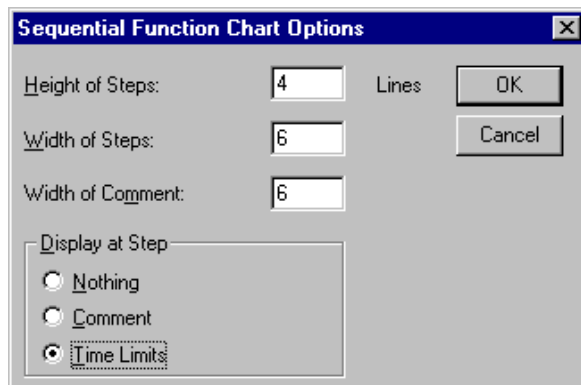 Sequential Function Chart Options
Height of Steps: 4 Lines OK
Width of Steps: 6 Cancel
Width of Comment: 6
Display at Step
Nothing
Comment
Time Limits